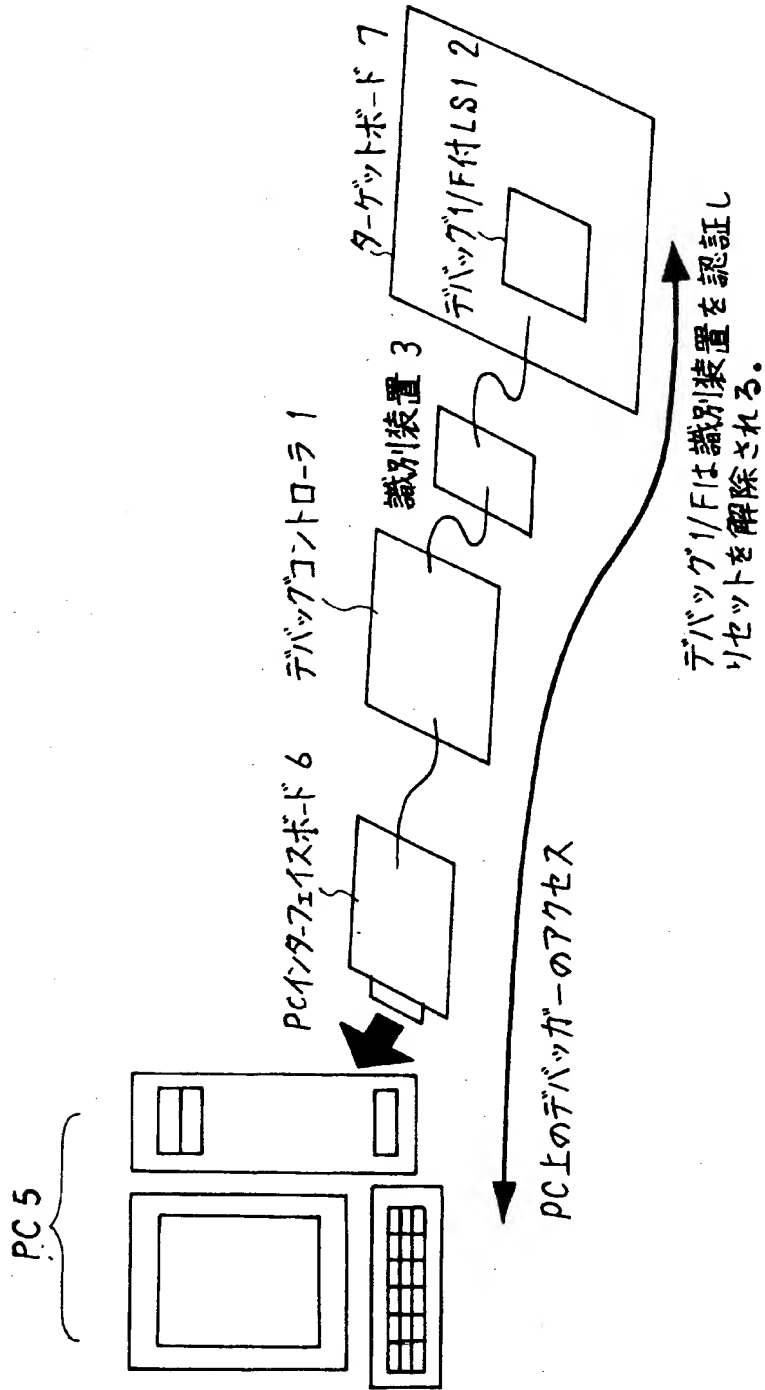 PC 5
PCインターフェイスボード 6
デバッグコントローラ 1
識別装置 3
ターゲットボード 7
デバッグI/F付LSI 2
PC上のデバッガーのアクセス
デバッグI/Fは識別装置を認証し
リセットを解除される。